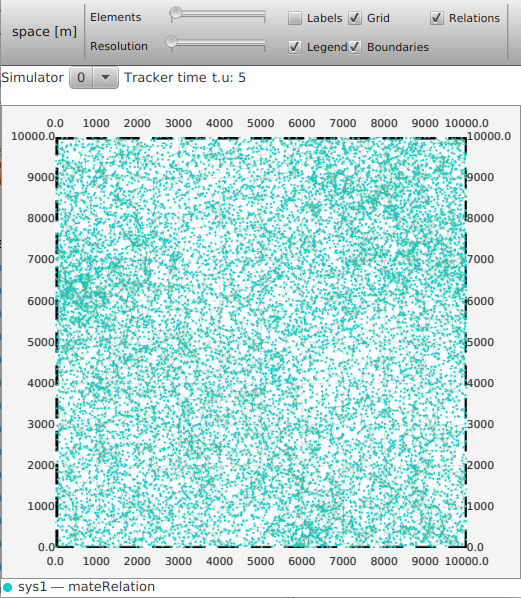 space [m]
Elements
Labels
Grid
Relations
Resolution
Legend
Boundaries
Simulator 0 Tracker time t.u: 5
0.0 1000 2000 3000 4000 5000 6000 7000 8000 9000 10000.0
10000.0 10000.0
9000 9000
8000 8000
7000 7000
6000 6000
5000 5000
4000 4000
3000 3000
2000 2000
1000 1000
0.0 0.0
0.0 1000 2000 3000 4000 5000 6000 7000 8000 9000 10000.0
sys1 — mateRelation